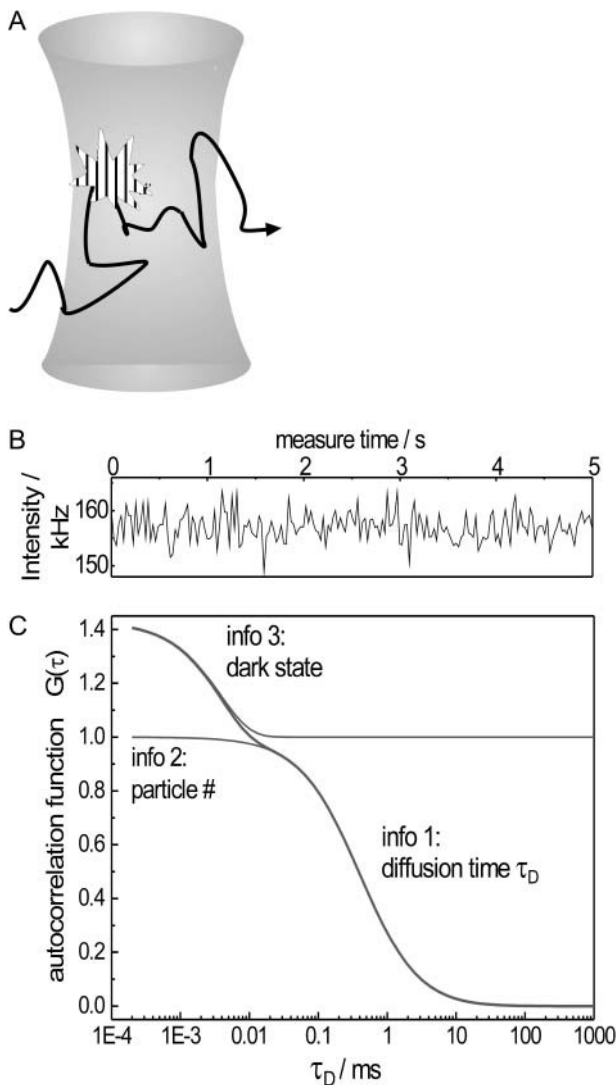 A
B
measure time / s
0 1 2 3 4 5
Intensity /
kHz
160
150
C
autocorrelation function G(τ)
1.4
1.2
1.0
0.8
0.6
0.4
0.2
0.0
info 3:
dark state
info 2:
particle #
info 1:
diffusion time τD
1E-4 1E-3 0.01 0.1 1 10 100 1000
τD / ms